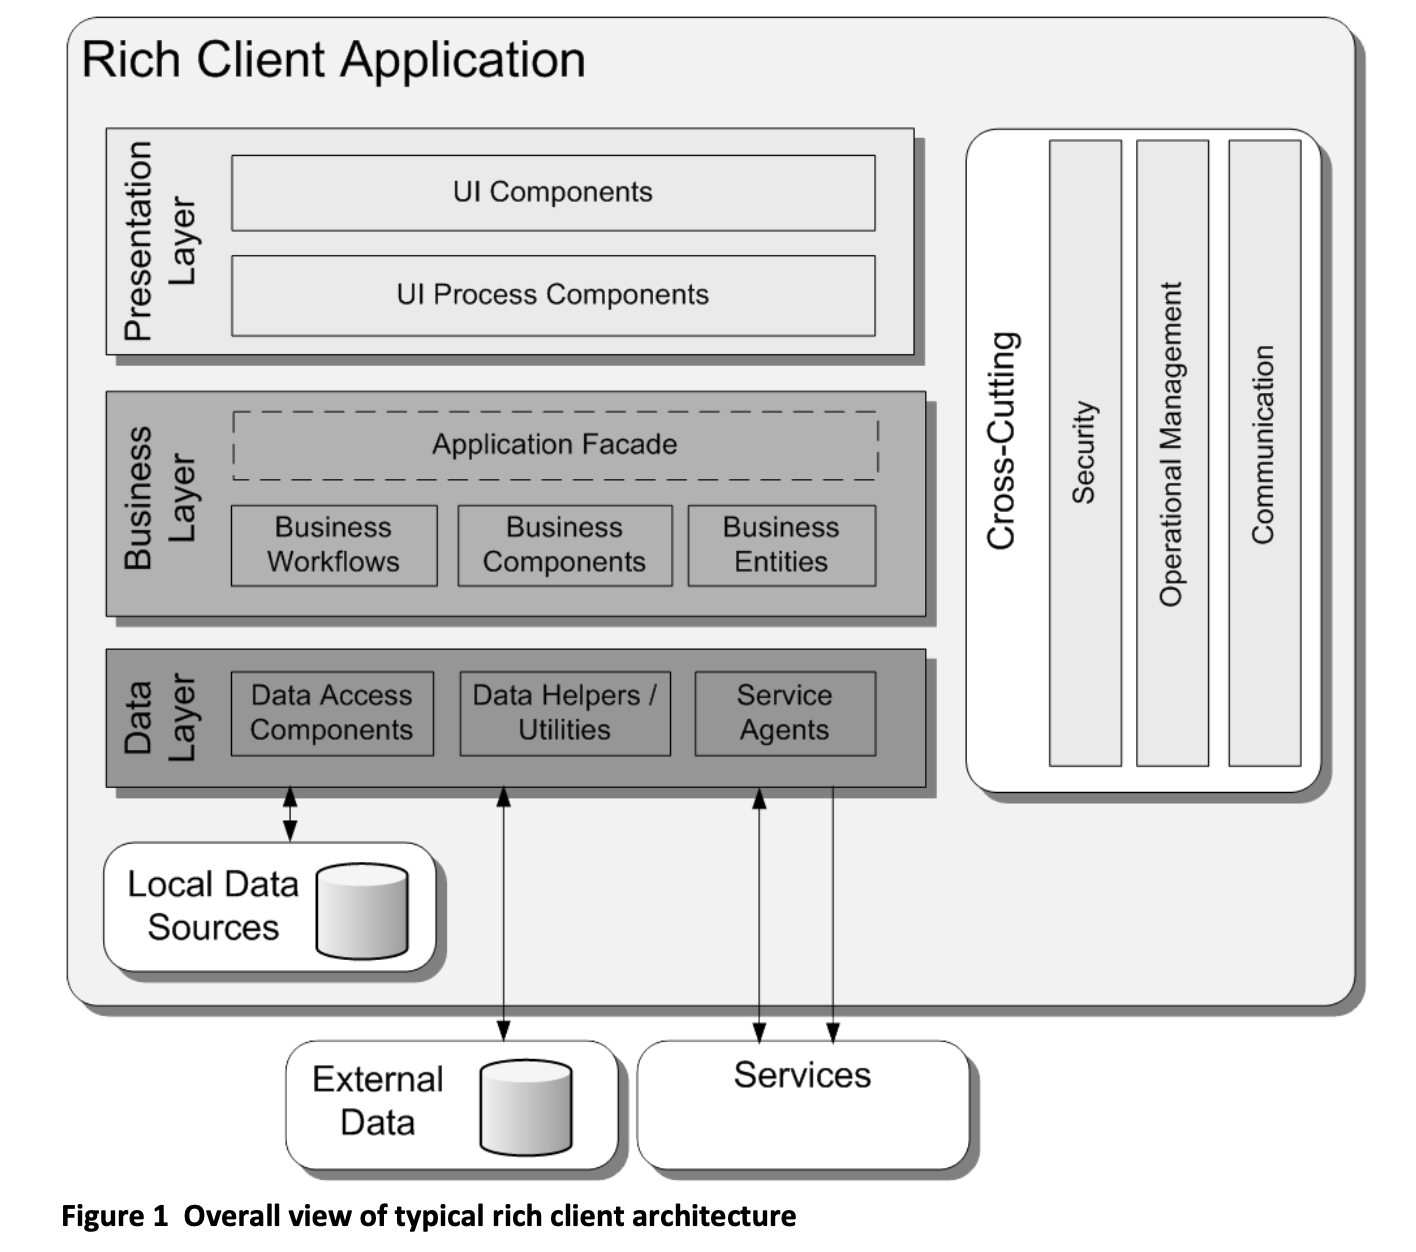 Rich Client Application
Presentation
Layer
UI Components
UI Process Components
Business
Layer
Application Facade
Business
Workflows
Business
Components
Business
Entities
Data
Layer
Data Access
Components
Data Helpers /
Utilities
Service
Agents
Cross-Cutting
Security
Operational Management
Communication
Local Data
Sources
External
Data
Services
Figure 1  Overall view of typical rich client architecture